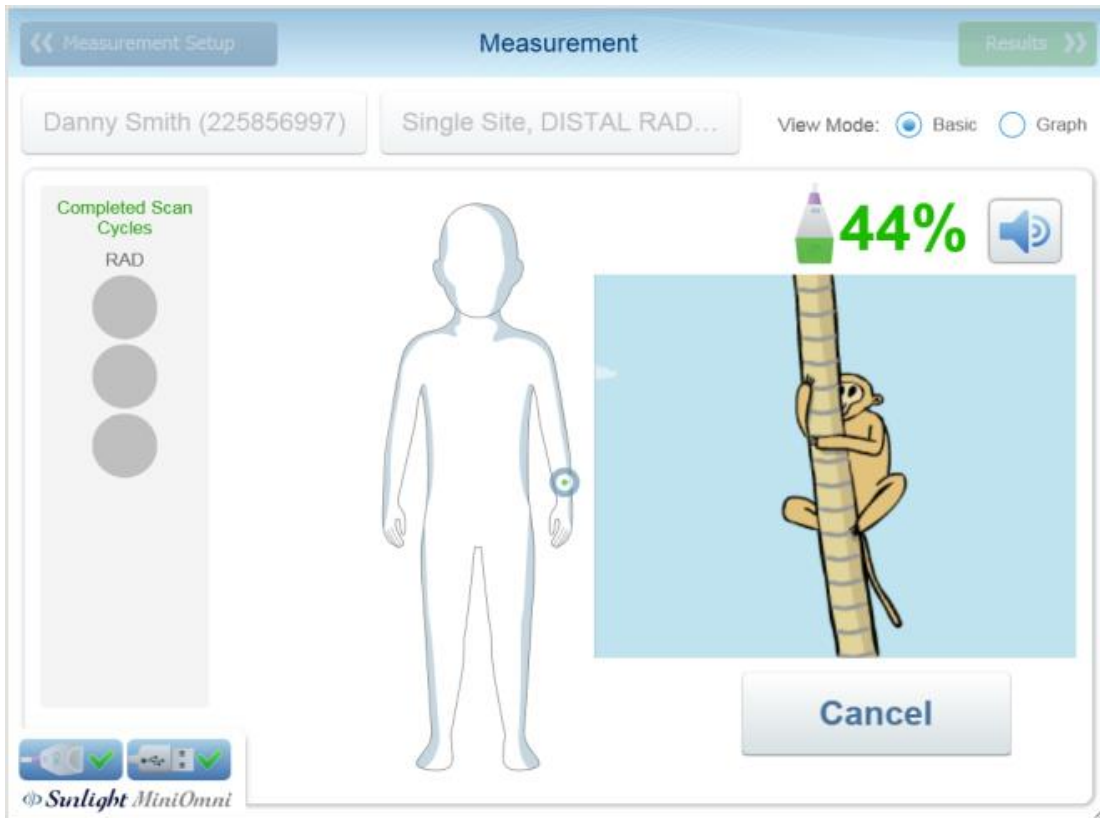 Measurement Setup
Measurement
Results
Danny Smith (225856997)
Single Site, DISTAL RAD...
View Mode:
Basic
Graph
Completed Scan
Cycles
RAD
44%
Cancel
Sunlight MiniOmni